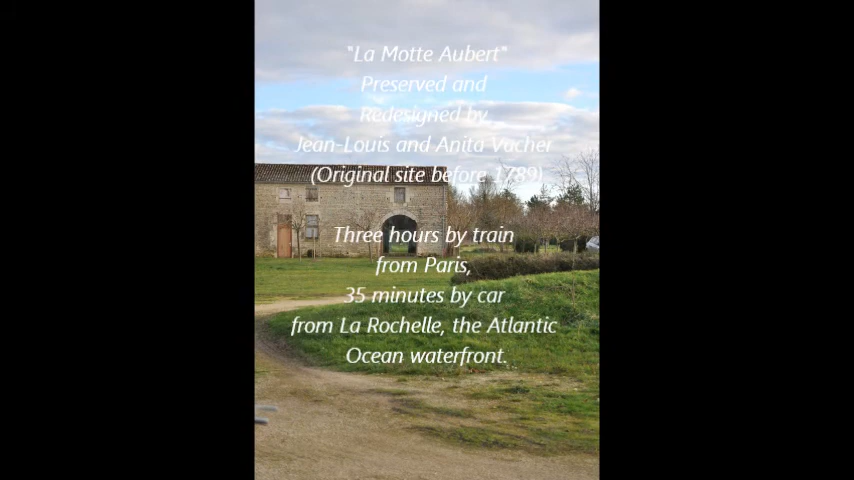 "La Motte Aubert"
Preserved and
Redesigned by
Jean-Louis and Anita Vacher
(Original site before 1789)
Three hours by train
from Paris,
35 minutes by car
from La Rochelle, the Atlantic
Ocean waterfront.